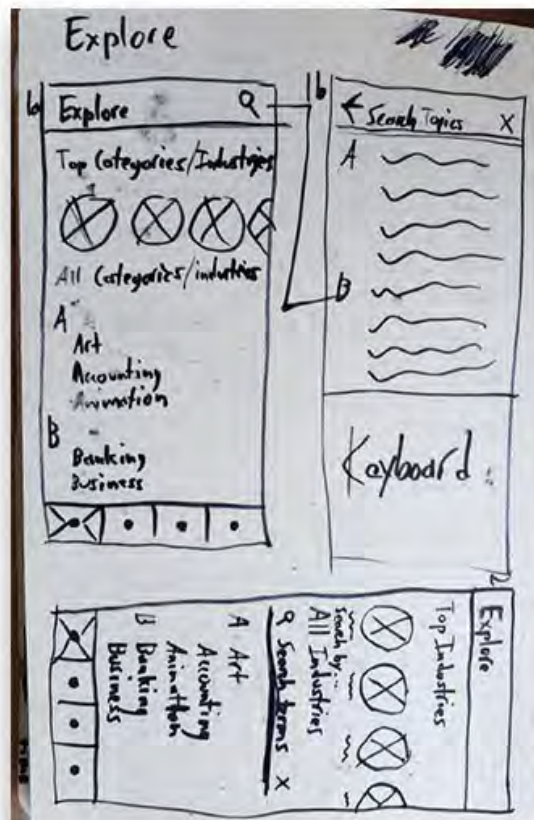 Explore
1a
Explore
Top Categories/Industries
All Categories/industries
A
Art
Accounting
Animation
B
Banking
Business
1b
Search Topics X
A
B
Keyboard
2
Explore
Top Industries
All Industries
Search by...
Search terms X
A Art
Accounting
Animation
B Banking
Business